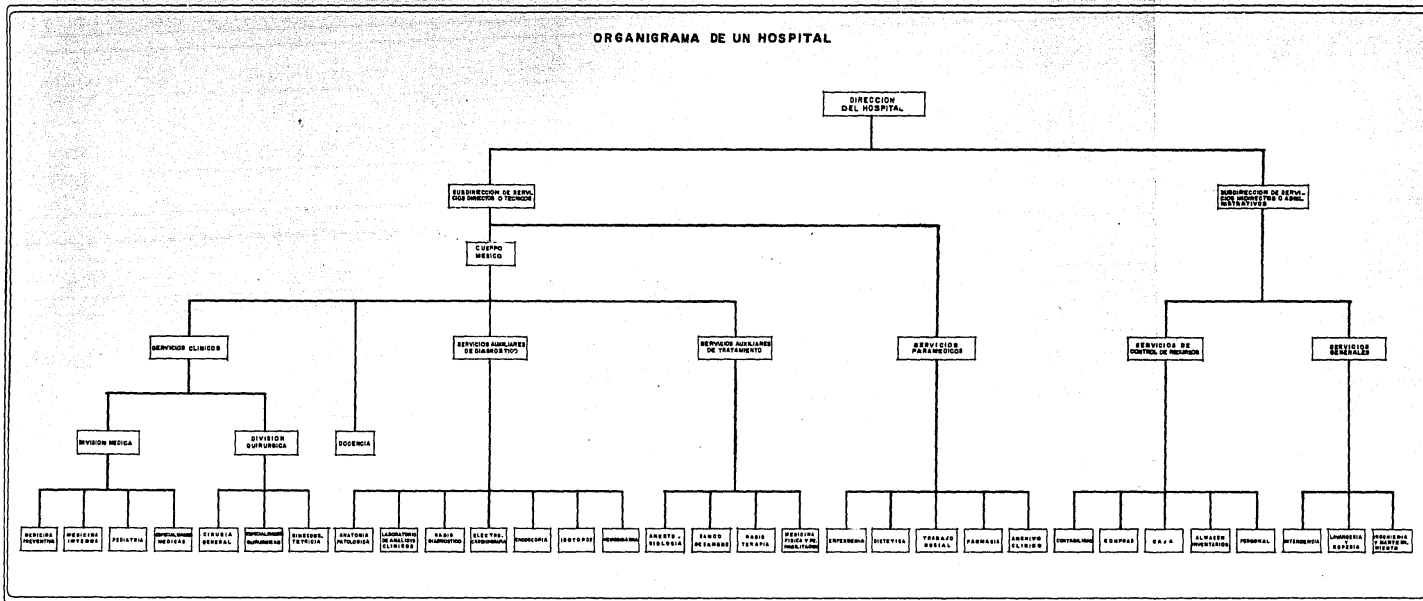 ORGANIGRAMA DE UN HOSPITAL
DIRECCION
DEL HOSPITAL
SUBDIRECCION DE SERVI-
CIOS DIRECTOS O TECNICOS
SUBDIRECCION DE SERVI-
CIOS INDIRECTOS O ADMI-
NISTRATIVOS
CUERPO
MEDICO
SERVICIOS CLINICOS
SERVICIOS AUXILIARES
DE DIAGNOSTICO
SERVICIOS AUXILIARES
DE TRATAMIENTO
SERVICIOS
PARAMEDICOS
SERVICIOS DE
CONTROL DE RECURSOS
SERVICIOS
GENERALES
DIVISION MEDICA
DIVISION
QUIRURGICA
DOCENCIA
MEDICINA
PREVENTIVA
MEDICINA
INTERNA
PEDIATRIA
ESPECIALIDADES
MEDICAS
CIRUGIA
GENERAL
ESPECIALIDADES
QUIRURGICAS
GINECOBS-
TETRICIA
ANATOMIA
PATOLOGICA
LABORATORIO
DE ANALISIS
CLINICOS
RADIO
DIAGNOSTICO
ELECTRO-
CARDIOGRAFIA
ENDOSCOPIA
ISOTOPOS
ANESTE-
SIOLOGIA
BANCO
DE SANGRE
RADIO
TERAPIA
MEDICINA
FISICA Y RE-
HABILITACION
ENFERMERIA
DIETETICA
TRABAJO
SOCIAL
FARMACIA
ARCHIVO
CLINICO
CONTABILIDAD
COMPRAS
CAJA
ALMACEN
INVENTARIOS
PERSONAL
INTENDENCIA
LAVANDERIA
Y
ROPERIA
INGENIERIA
Y MANTENI-
MIENTO